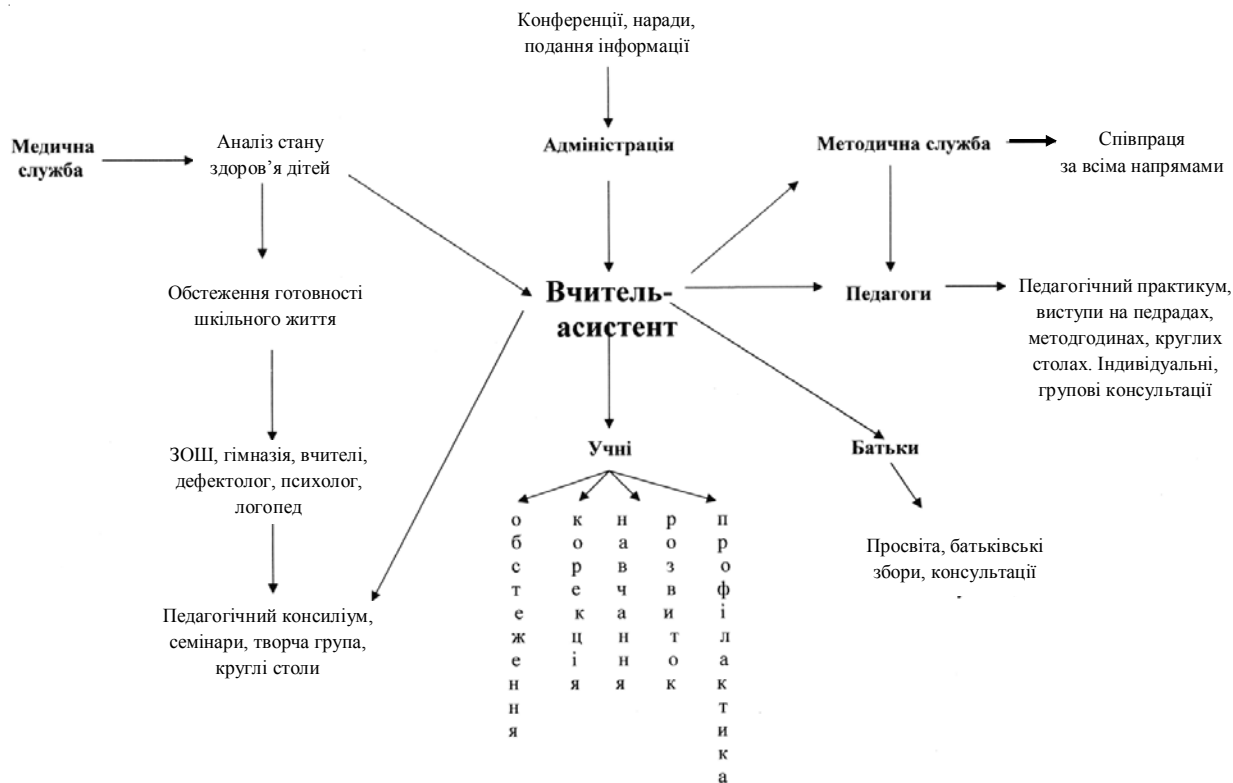 Конференції, наради,
подання інформації
Медична
служба
Аналіз стану
здоров’я дітей
Адміністрація
Методична служба
Співпраця
за всіма напрямами
Обстеження готовності
шкільного життя
Вчитель-
асистент
Педагоги
Педагогічний практикум,
виступи на педрадах,
методгодинах, круглих
столах. Індивідуальні,
групові консультації
ЗОШ, гімназія, вчителі,
дефектолог, психолог,
логопед
Учні
Батьки
обстеження
корекція
навчання
розвиток
профілактика
Просвіта, батьківські
збори, консультації
Педагогічний консиліум,
семінари, творча група,
круглі столи